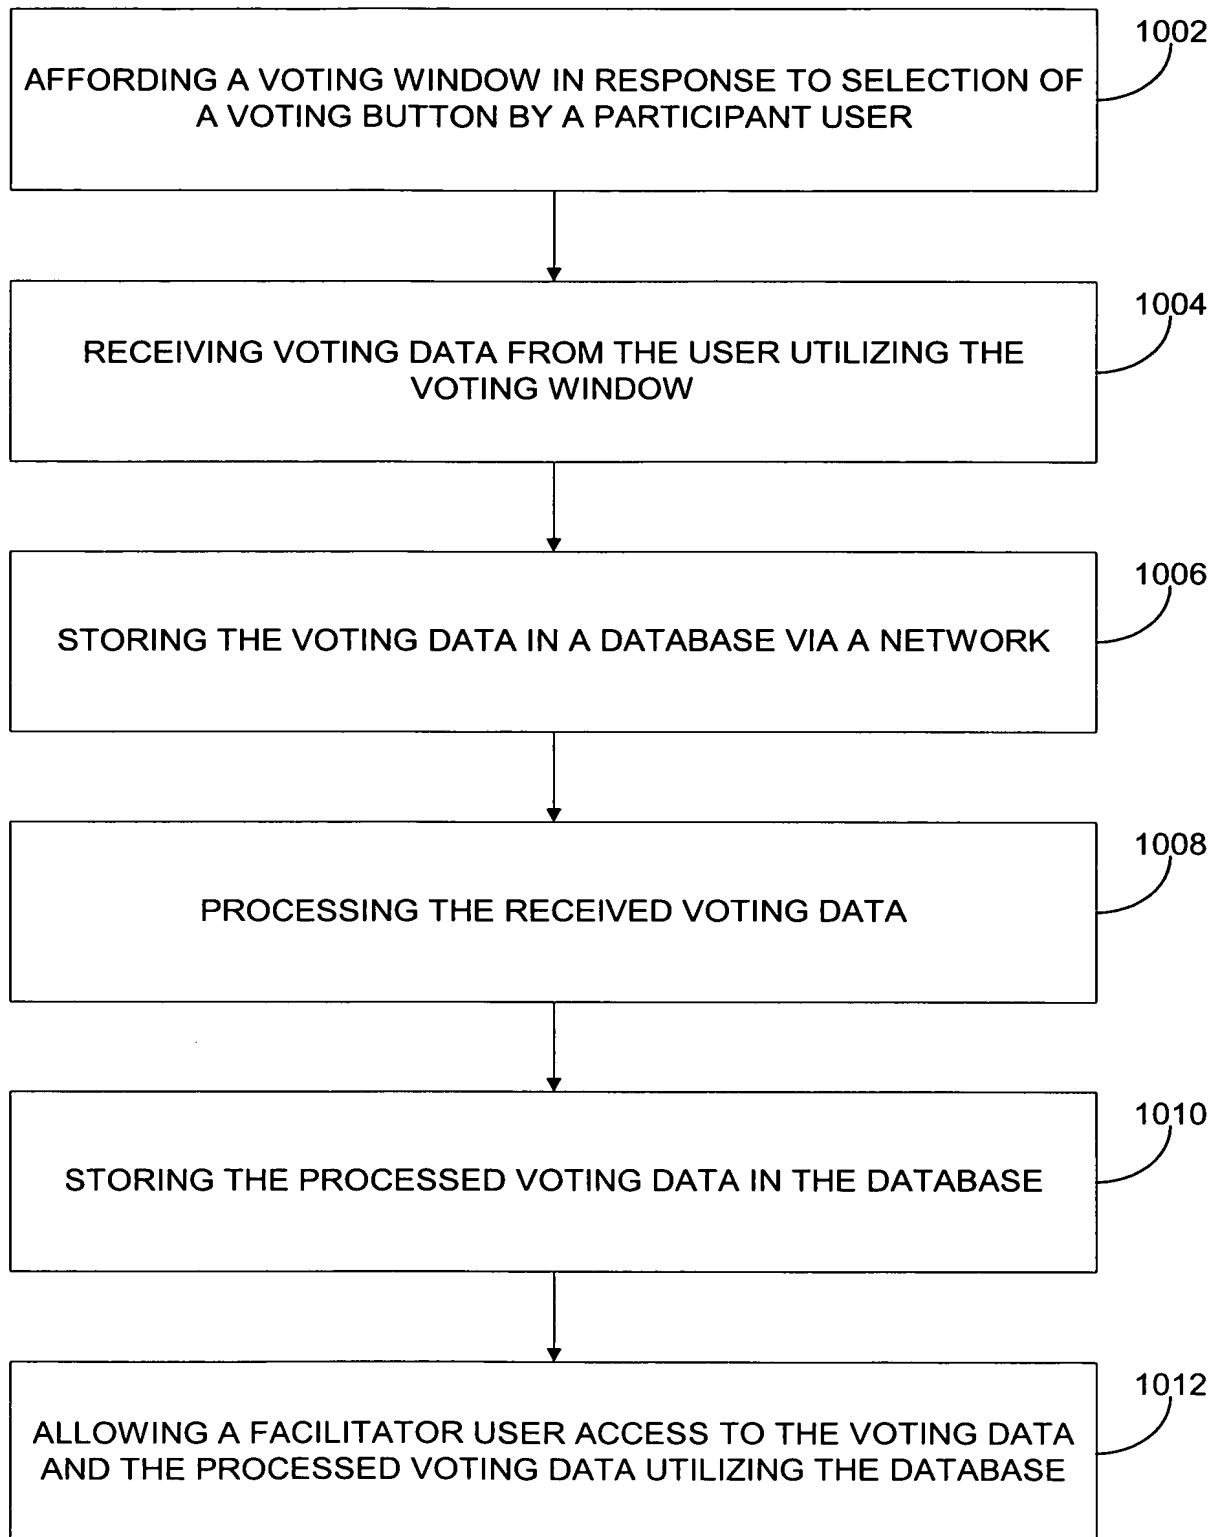 1002
AFFORDING A VOTING WINDOW IN RESPONSE TO SELECTION OF
A VOTING BUTTON BY A PARTICIPANT USER
1004
RECEIVING VOTING DATA FROM THE USER UTILIZING THE
VOTING WINDOW
1006
STORING THE VOTING DATA IN A DATABASE VIA A NETWORK
1008
PROCESSING THE RECEIVED VOTING DATA
1010
STORING THE PROCESSED VOTING DATA IN THE DATABASE
1012
ALLOWING A FACILITATOR USER ACCESS TO THE VOTING DATA
AND THE PROCESSED VOTING DATA UTILIZING THE DATABASE